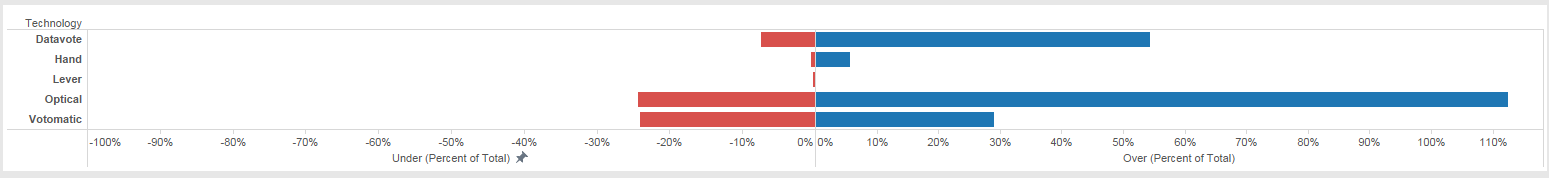 Technology
Datavote
Hand
Lever
Optical
Votomatic
-100% -90% -80% -70% -60% -50% -40% -30% -20% -10% 0% 0% 10% 20% 30% 40% 50% 60% 70% 80% 90% 100% 110%
Under (Percent of Total) Over (Percent of Total)